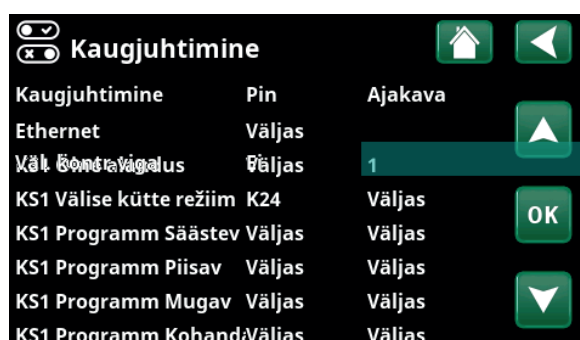 Kaugjuhtimine
Kaugjuhtimine Pin Ajakava
Ethernet Väljas
Väljas 1
KS1 Välise kütte režiim K24 Väljas
OK
KS1 Programm Säästev Väljas Väljas
KS1 Programm Piisav Väljas Väljas
KS1 Programm Mugav Väljas Väljas
KS1 Programm Kohanda Väljas Väljas